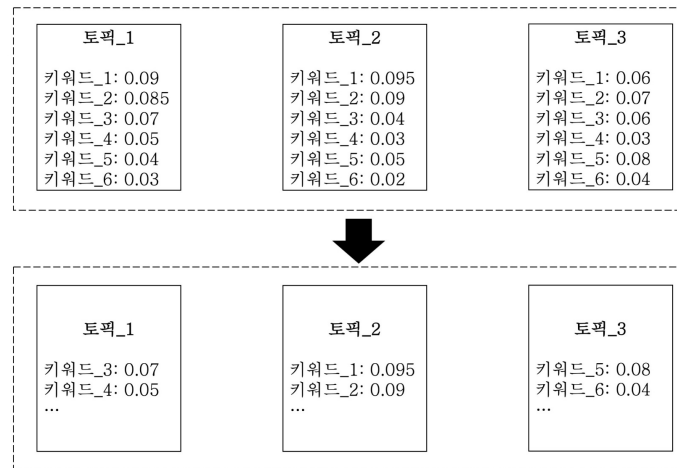 토픽_1
키워드_1: 0.09
키워드_2: 0.085
키워드_3: 0.07
키워드_4: 0.05
키워드_5: 0.04
키워드_6: 0.03
토픽_2
키워드_1: 0.095
키워드_2: 0.09
키워드_3: 0.04
키워드_4: 0.03
키워드_5: 0.05
키워드_6: 0.02
토픽_3
키워드_1: 0.06
키워드_2: 0.07
키워드_3: 0.06
키워드_4: 0.03
키워드_5: 0.08
키워드_6: 0.04
토픽_1
키워드_3: 0.07
키워드_4: 0.05
...
토픽_2
키워드_1: 0.095
키워드_2: 0.09
...
토픽_3
키워드_5: 0.08
키워드_6: 0.04
...